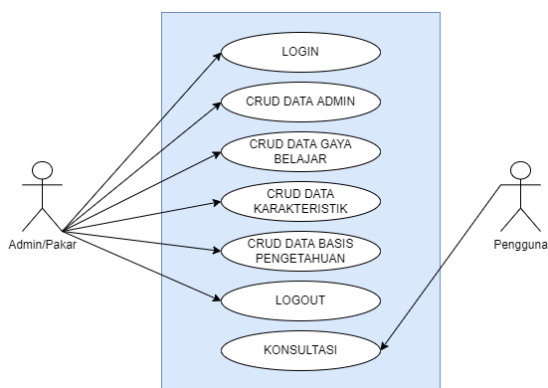 LOGIN
CRUD DATA ADMIN
CRUD DATA GAYA
BELAJAR
CRUD DATA
KARAKTERISTIK
CRUD DATA BASIS
PENGETAHUAN
LOGOUT
KONSULTASI
Admin/Pakar
Pengguna